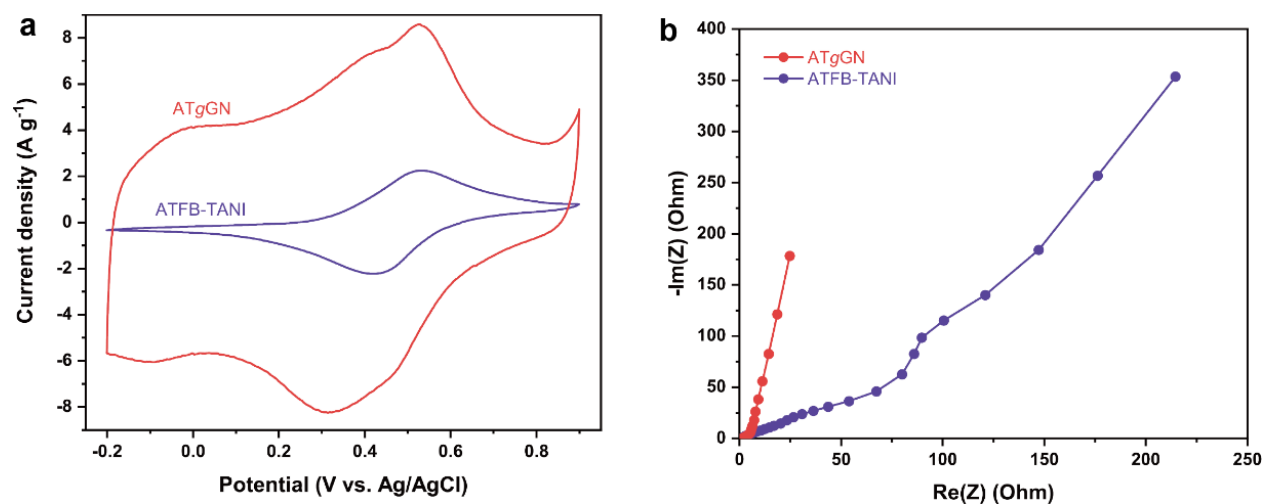 a
Current density (A g⁻¹)
8
6
4
2
0
-2
-4
-6
-8
ATgGN
ATFB-TANI
-0.2 0.0 0.2 0.4 0.6 0.8
Potential (V vs. Ag/AgCl)
b
-Im(Z) (Ohm)
400
350
300
250
200
150
100
50
0
ATgGN
ATFB-TANI
0 50 100 150 200 250
Re(Z) (Ohm)